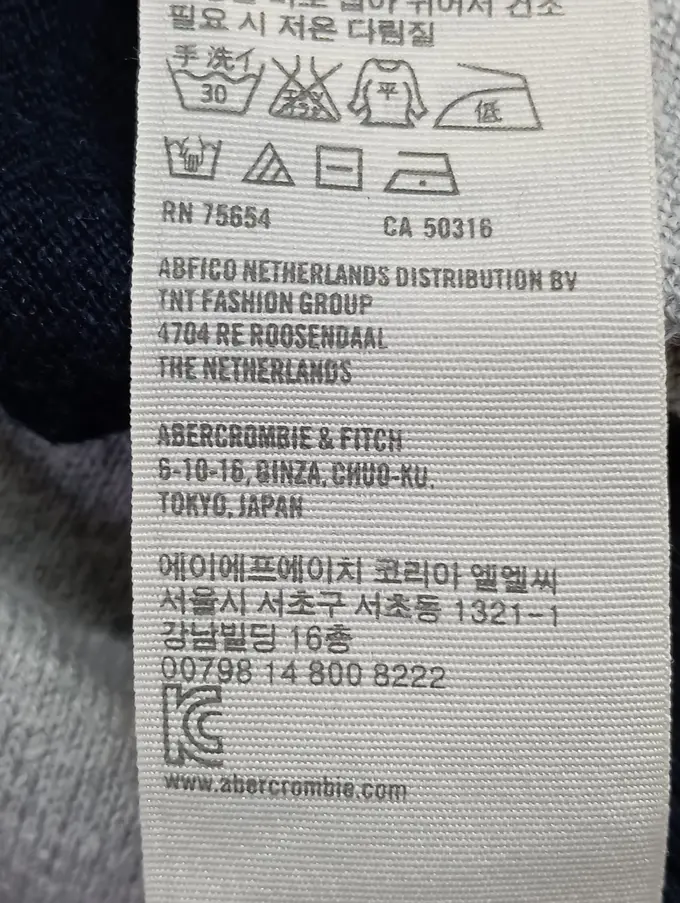 필요 시 저온 다림질
手 洗イ
30
平
低
RN 75654 CA 50316
ABFICO NETHERLANDS DISTRIBUTION BV
TNT FASHION GROUP
4704 RE ROOSENDAAL
THE NETHERLANDS
ABERCROMBIE & FITCH
6-10-16, GINZA, CHUO-KU,
TOKYO, JAPAN
에이에프에이치 코리아 엘엘씨
서울시 서초구 서초동 1321-1
강남빌딩 16층
00798 14 800 8222
www.abercrombie.com